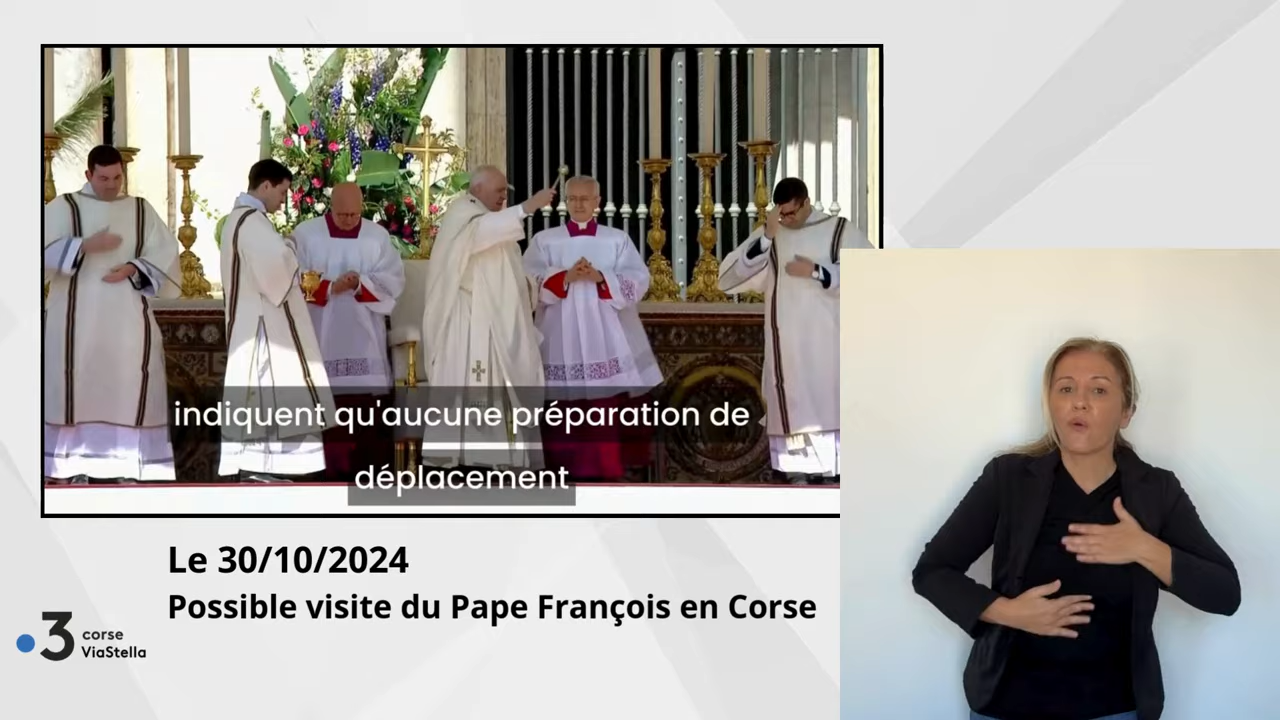 indiquent qu'aucune préparation de
déplacement
Le 30/10/2024
Possible visite du Pape François en Corse
3 corse
ViaStella